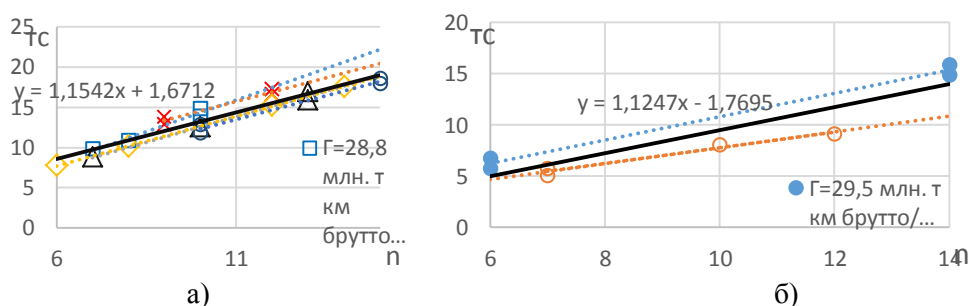 25
тс
20
15
10
5
0
y = 1,1542x + 1,6712
Г=28,8
млн. т
км
брутто...
6
11
n
а)
20
тс
15
10
5
0
y = 1,1247x - 1,7695
Г=29,5 млн. т
км брутто/...
6
8
10
12
14
n
б)